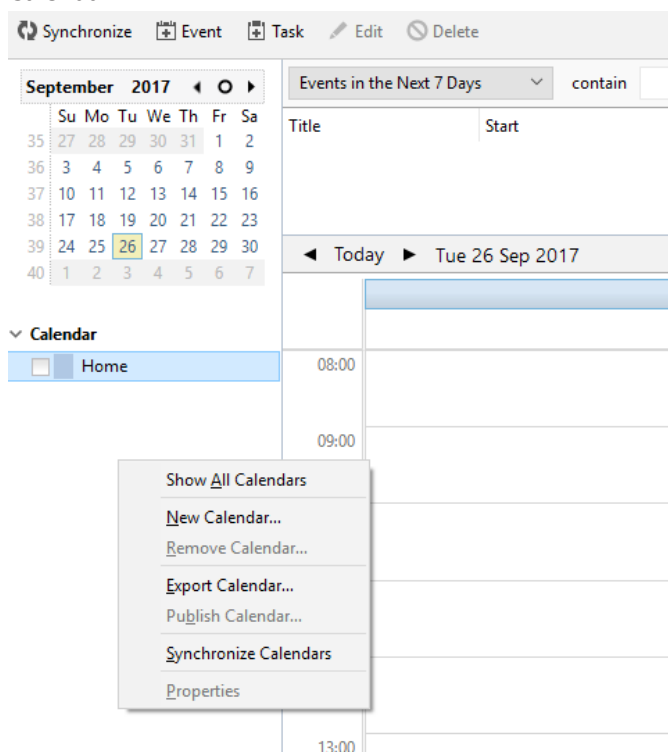 Synchronize Event Task Edit Delete
September 2017
Su Mo Tu We Th Fr Sa
35 27 28 29 30 31 1 2
36 3 4 5 6 7 8 9
37 10 11 12 13 14 15 16
38 17 18 19 20 21 22 23
39 24 25 26 27 28 29 30
40 1 2 3 4 5 6 7
Events in the Next 7 Days contain
Title Start
Today Tue 26 Sep 2017
Calendar
Home
08:00
09:00
Show All Calendars
New Calendar...
Remove Calendar...
Export Calendar...
Publish Calendar...
Synchronize Calendars
Properties
13:00